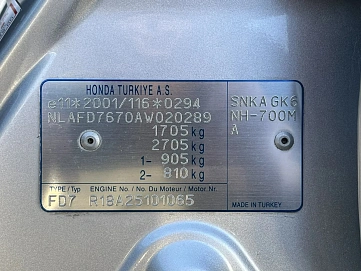 HONDA TURKIYE A.S.
e11*2001/116*0294
NLAFD7670AW020289
1705 kg
2705 kg
1- 905 kg
2- 810 kg
TYPE/Typ ENGINE No. / No Du Moteur / Motor Nr.
FD7 R18A25101065
SNKA GK6
NH-700M
A
MADE IN TURKEY